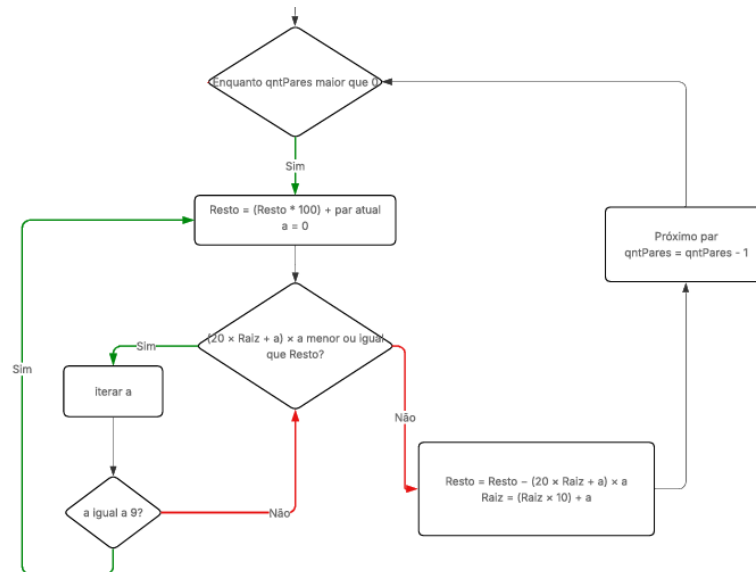 Enquanto qntPares maior que 0
Sim
Resto = (Resto * 100) + par atual
a = 0
Próximo par
qntPares = qntPares - 1
(20 × Raiz + a) × a menor ou igual
que Resto?
Sim
Sim
iterar a
Não
a igual a 9?
Não
Resto = Resto − (20 × Raiz + a) × a
Raiz = (Raiz × 10) + a